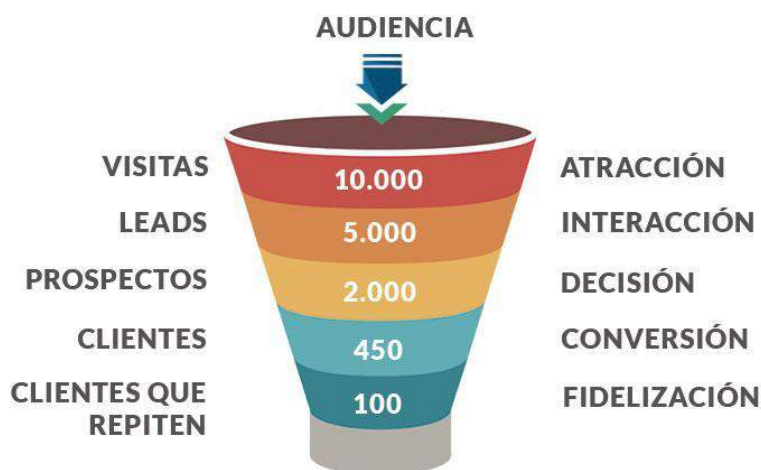 AUDIENCIA
VISITAS 10.000 ATRACCIÓN
LEADS 5.000 INTERACCIÓN
PROSPECTOS 2.000 DECISIÓN
CLIENTES 450 CONVERSIÓN
CLIENTES QUE
REPITEN 100 FIDELIZACIÓN